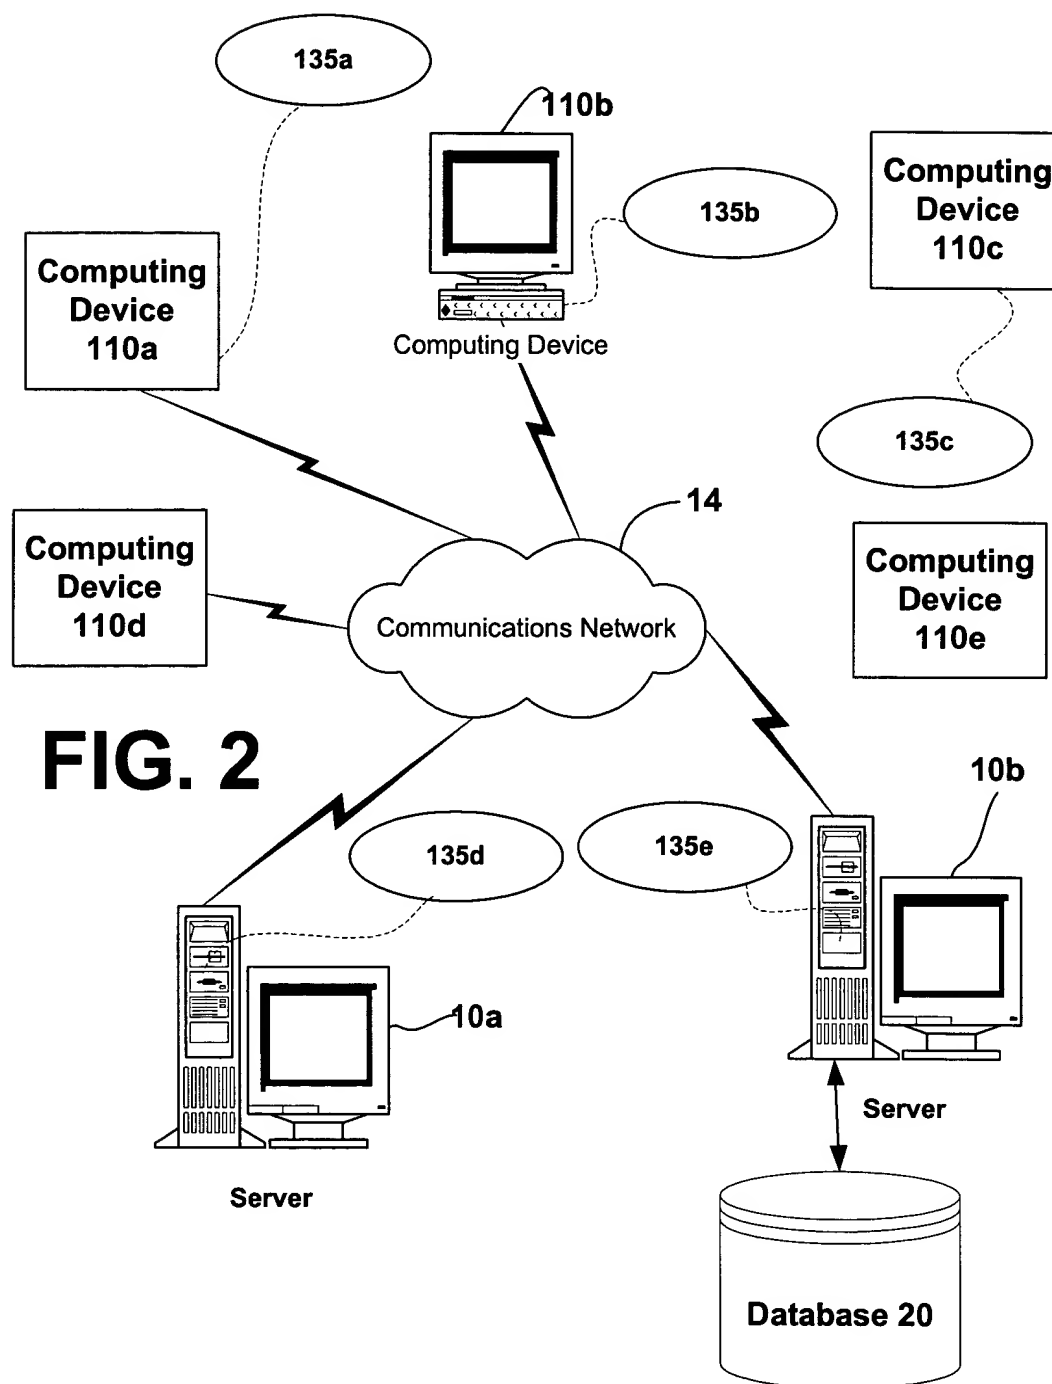 135a
110b
Computing
Device
110c
135b
Computing
Device
110a
Computing Device
135c
14
Computing
Device
110d
Computing
Device
110e
Communications Network
FIG. 2
10b
135d
135e
10a
Server
Server
Database 20